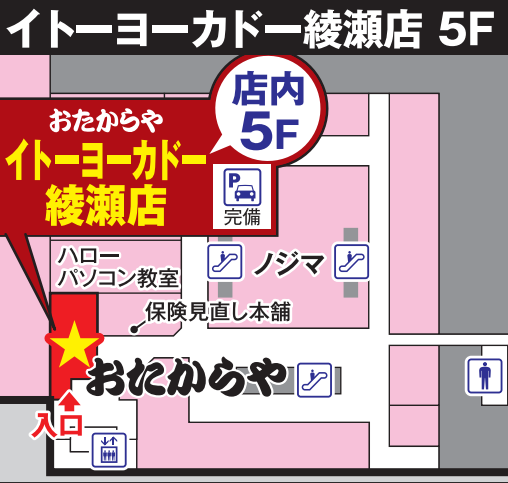 イトーヨーカドー綾瀬店 5F
店内
5F
おたからや
イトーヨーカドー
綾瀬店
P
完備
ハロー
パソコン教室
ノジマ
保険見直し本舗
おたからや
入口